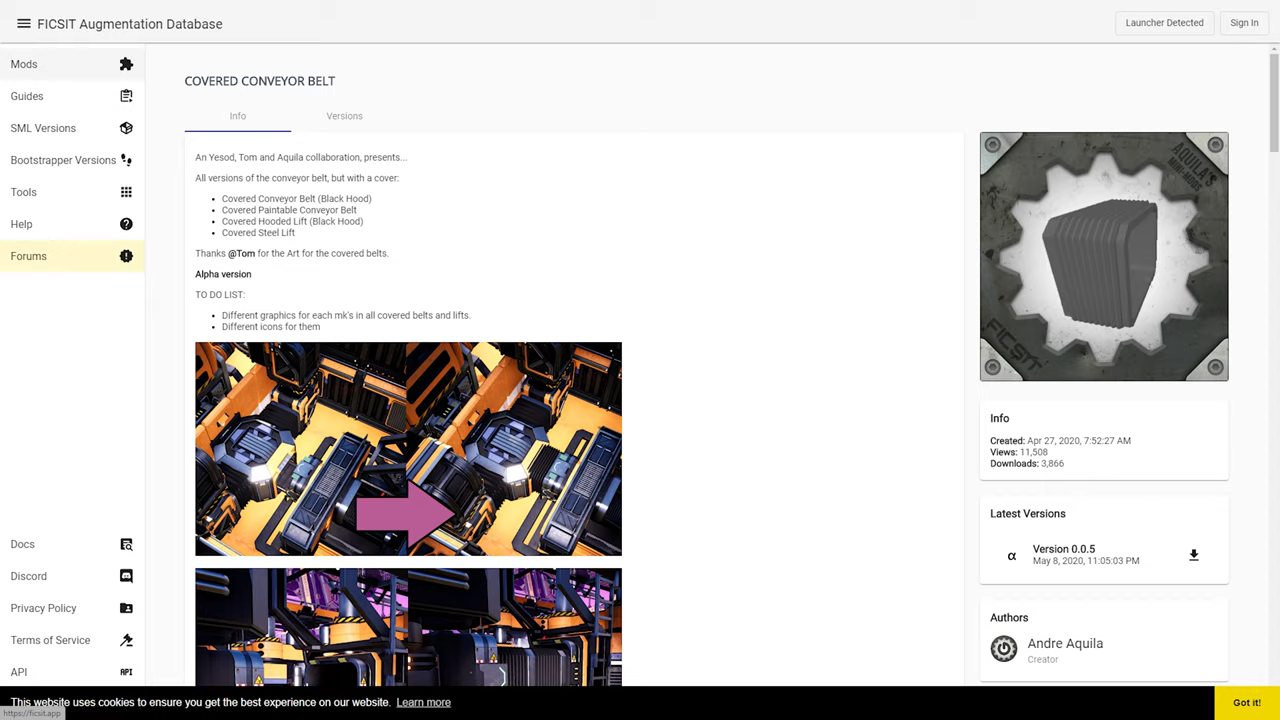 FICSIT Augmentation Database
Launcher Detected
Sign In
Mods
Guides
SML Versions
Bootstrapper Versions
Tools
Help
Forums
Docs
Discord
Privacy Policy
Terms of Service
API
API
COVERED CONVEYOR BELT
Info
Versions
An Yesod, Tom and Aquila collaboration, presents...
All versions of the conveyor belt, but with a cover:
Covered Conveyor Belt (Black Hood)
Covered Paintable Conveyor Belt
Covered Hooded Lift (Black Hood)
Covered Steel Lift
Thanks @Tom for the Art for the covered belts.
Alpha version
TO DO LIST:
Different graphics for each mk's in all covered belts and lifts.
Different icons for them
AQUILA'S
MINI-MODS
FICSIT
Info
Created: Apr 27, 2020, 7:52:27 AM
Views: 11,508
Downloads: 3,866
Latest Versions
α
Version 0.0.5
May 8, 2020, 11:05:03 PM
Authors
Andre Aquila
Creator
This website uses cookies to ensure you get the best experience on our website. Learn more
Got it!
https://ficsit.app